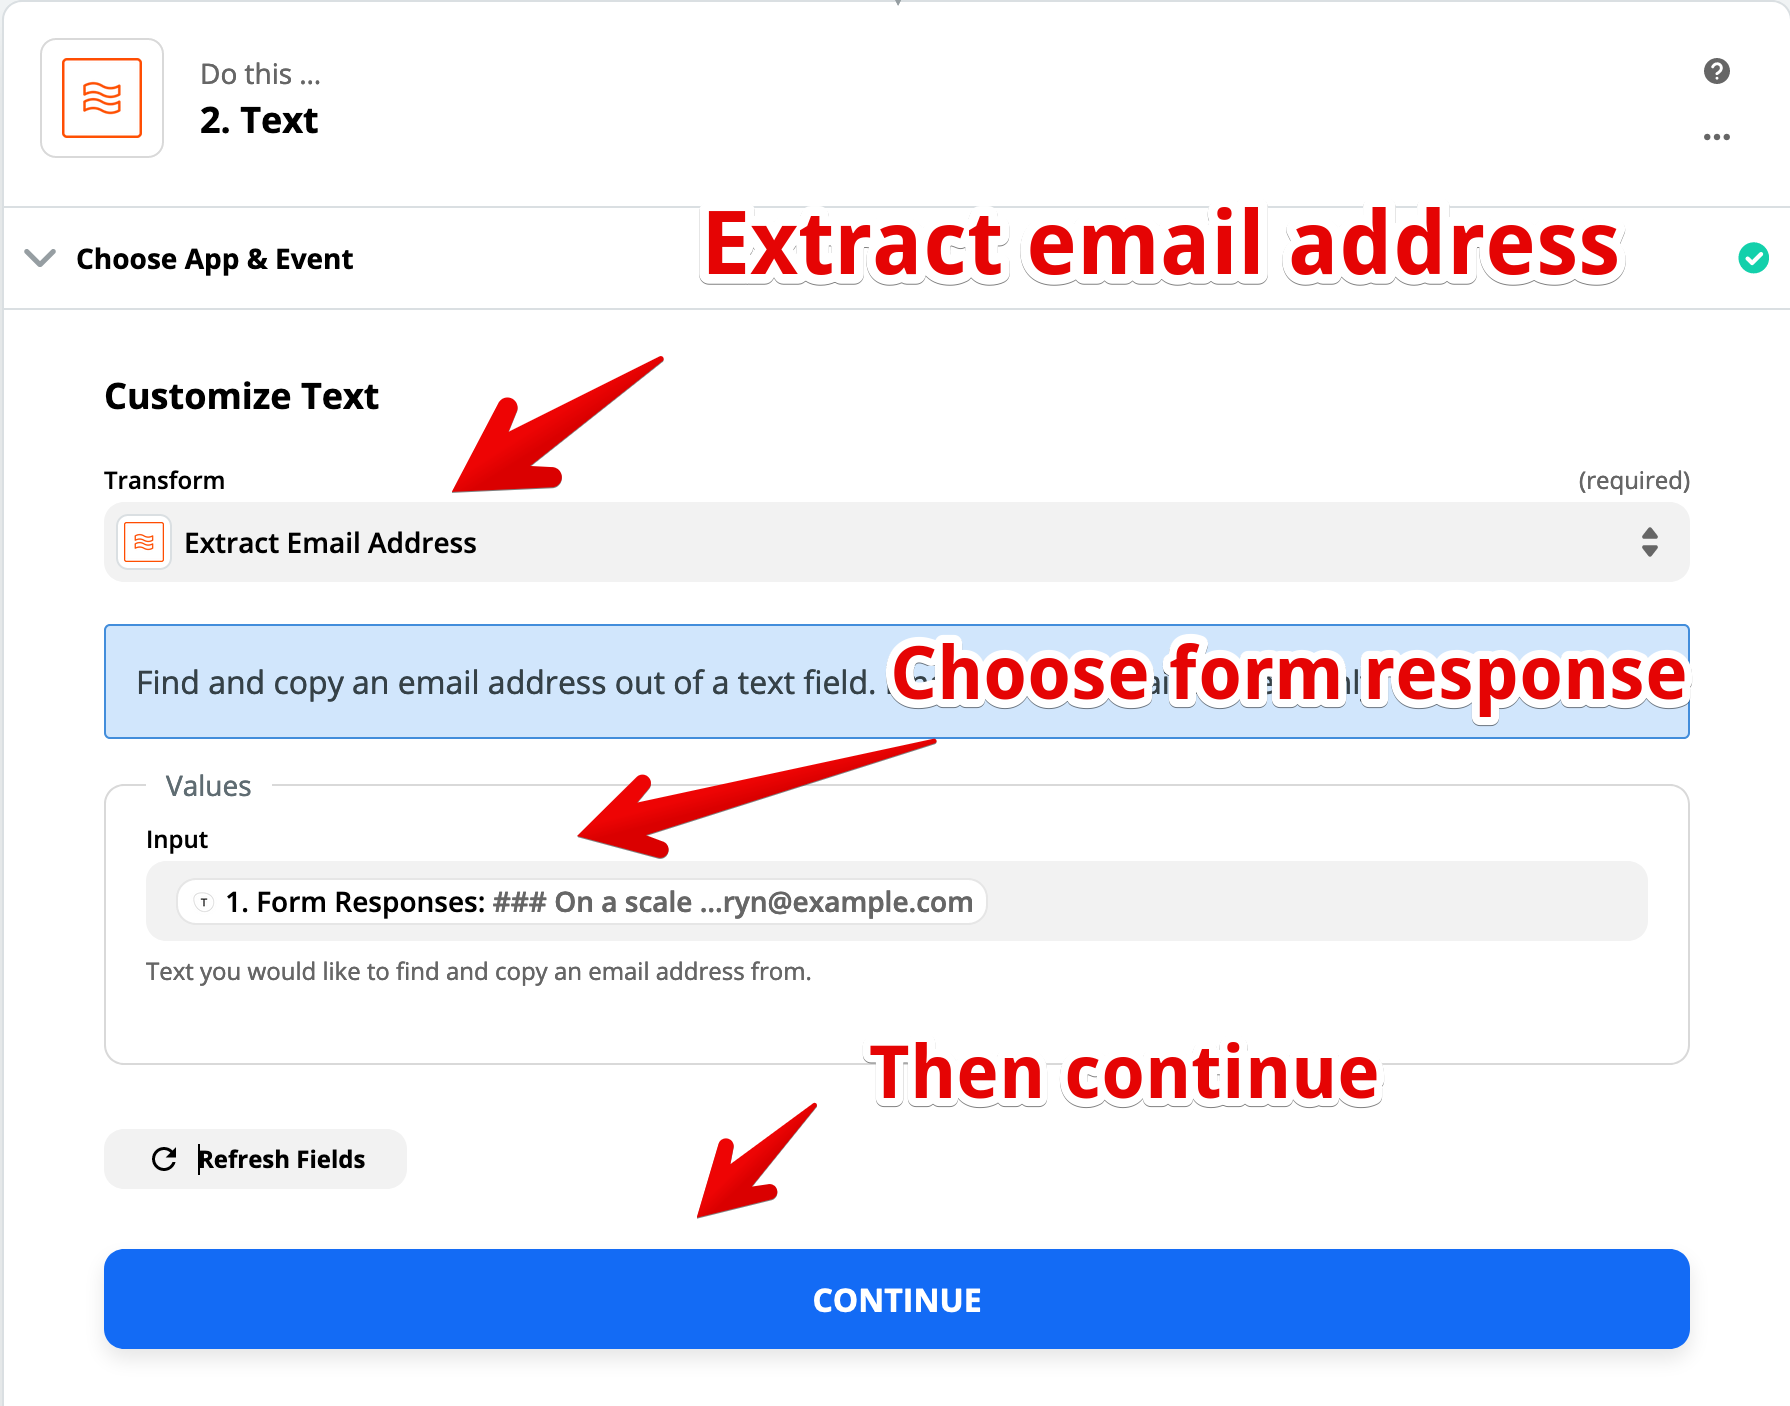 Do this ...
2. Text
Extract email address
Choose App & Event
Customize Text
Transform
(required)
Extract Email Address
Find and copy an email address out of a text field.
Choose form response
Values
Input
T 1. Form Responses: ### On a scale ...ryn@example.com
Text you would like to find and copy an email address from.
Then continue
Refresh Fields
CONTINUE